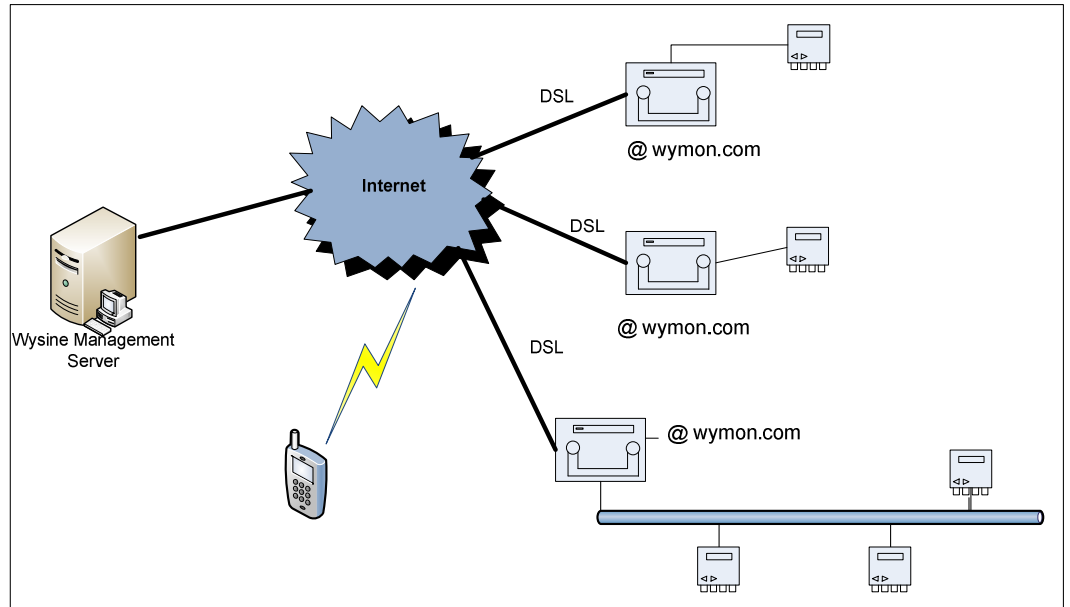 DSL
@ wymon.com
Internet
DSL
@ wymon.com
Wysine Management
Server
DSL
@ wymon.com